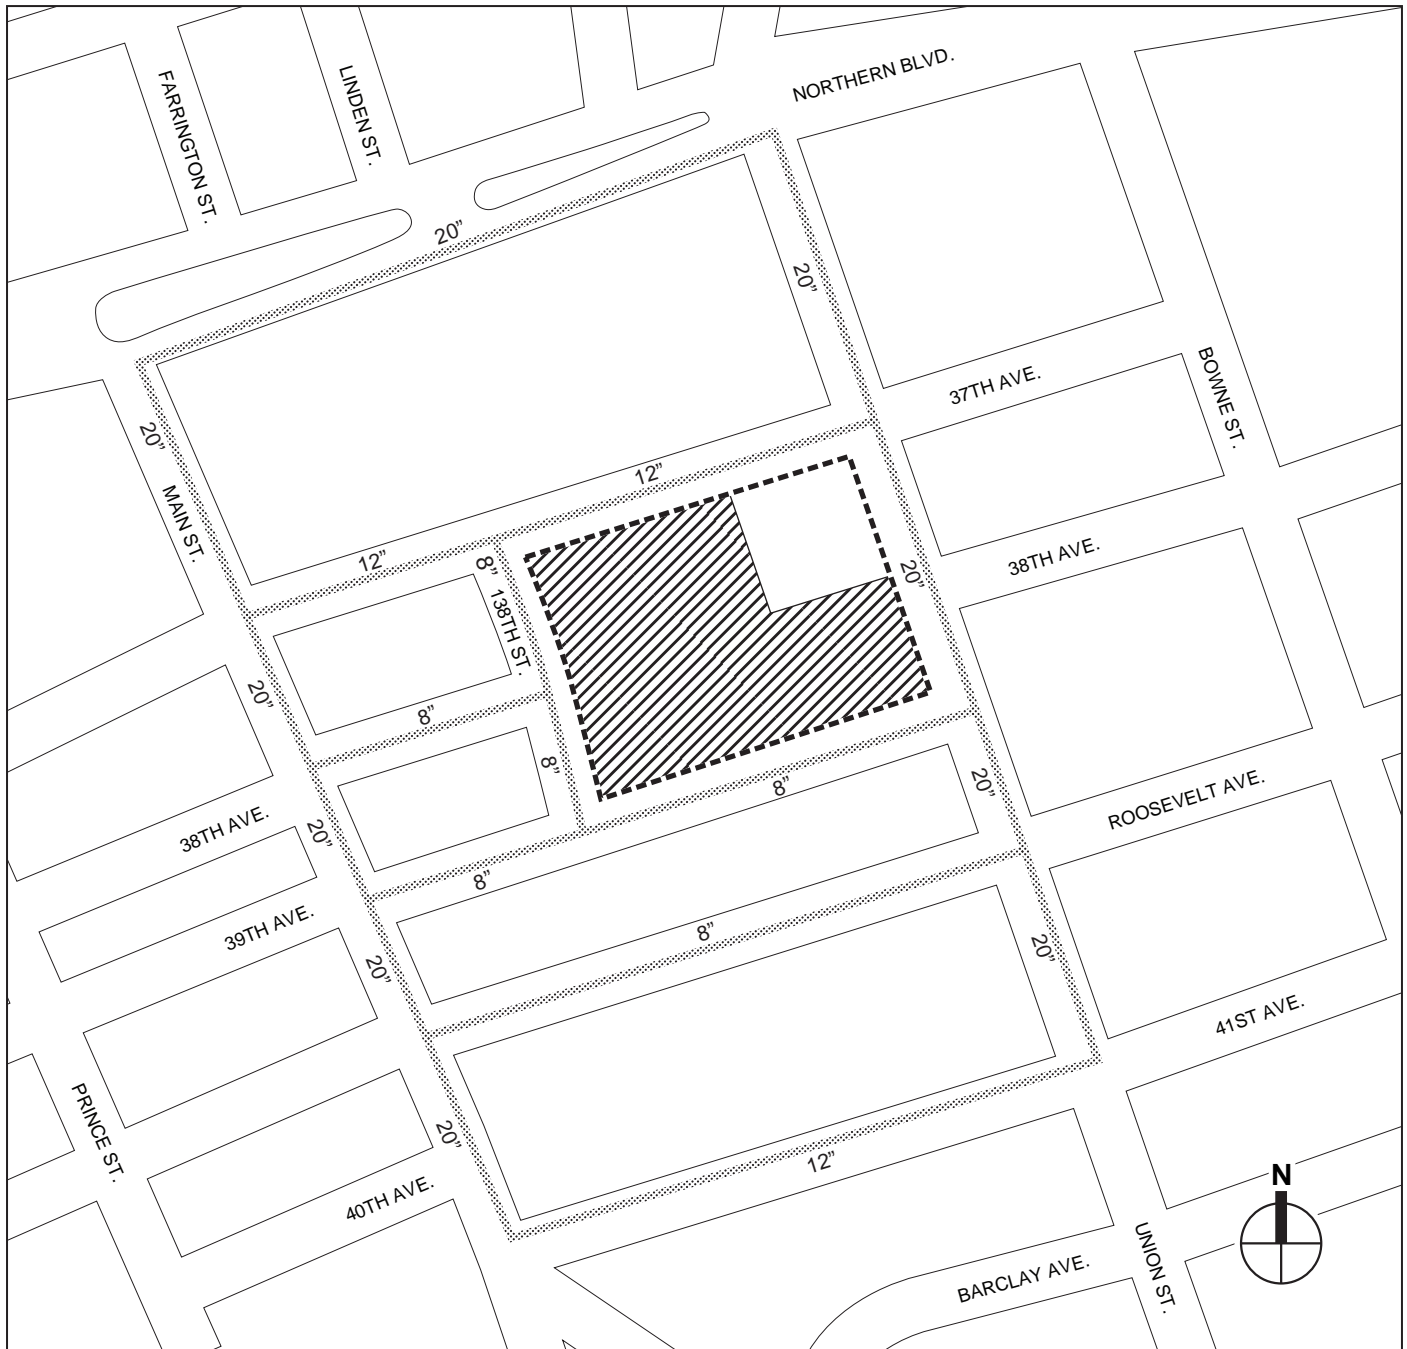 NORTHERN BLVD.
FARRINGTON ST.
LINDEN ST.
20”
20”
37TH AVE.
BOWNE ST.
20”
12”
MAIN ST.
12”
8”
38TH AVE.
20”
138TH ST.
20”
8”
8”
8”
20”
ROOSEVELT AVE.
38TH AVE.
20”
8”
39TH AVE.
8”
20”
20”
41ST AVE.
PRINCE ST.
20”
12”
N
40TH AVE.
UNION ST.
BARCLAY AVE.